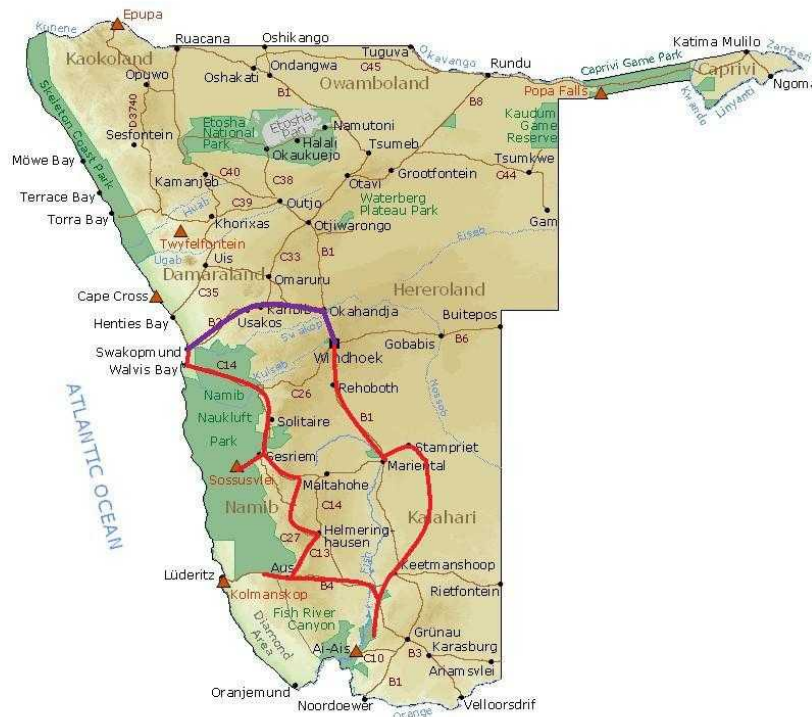 Epupa
Kunene
Ruacana
Oshikango
Tuguva
Okavango
Rundu
Katima Mulilo
Zambezi
Kaokoland
Ondangwa
C45
Caprivi Game Park
Caprivi
Opuwo
Oshakati
Owamboland
Ngoma
B1
B8
Popa Falls
Kwando
Linyanti
Skeleton Coast Park
D3740
Etosha
National
Park
Etosha
Pan
Namutoni
Kaudum
Game
Reserve
Sesfontein
Halali
Tsumeb
Okaukuejo
Möwe Bay
Kamanjab
C40
C38
Otavi
Grootfontein
Tsumkwe
C44
Terrace Bay
Huab
C39
Outjo
Waterberg
Plateau Park
Torra Bay
Khorixas
Otjiwarongo
Gam
Twyfelfontein
Eiseb
Ugab
Uis
C33
B1
Damaraland
Omaruru
Cape Cross
C35
Hereroland
Henties Bay
B2
Karibib
Okahandja
Buitepos
Usakos
Swakop
Swakopmund
Windhoek
Gobabis
B6
Walvis Bay
C14
Kuiseb
Rehoboth
Nossob
Namib
Naukluft
Park
C26
B1
Solitaire
Stampriet
ATLANTIC OCEAN
Sesriem
Mariental
Sossusvlei
Maltahohe
Namib
C14
Kalahari
C27
Helmering-
hausen
C13
Fish
Lüderitz
Aus
Keetmanshoop
Kolmanskop
B4
Rietfontein
Diamond
Area
Fish River
Canyon
Grünau
Ai-Ais
Karasburg
C10
B3
Ariamsvlei
Oranjemund
B1
Noordoewer
Velloorsdrif
Orange